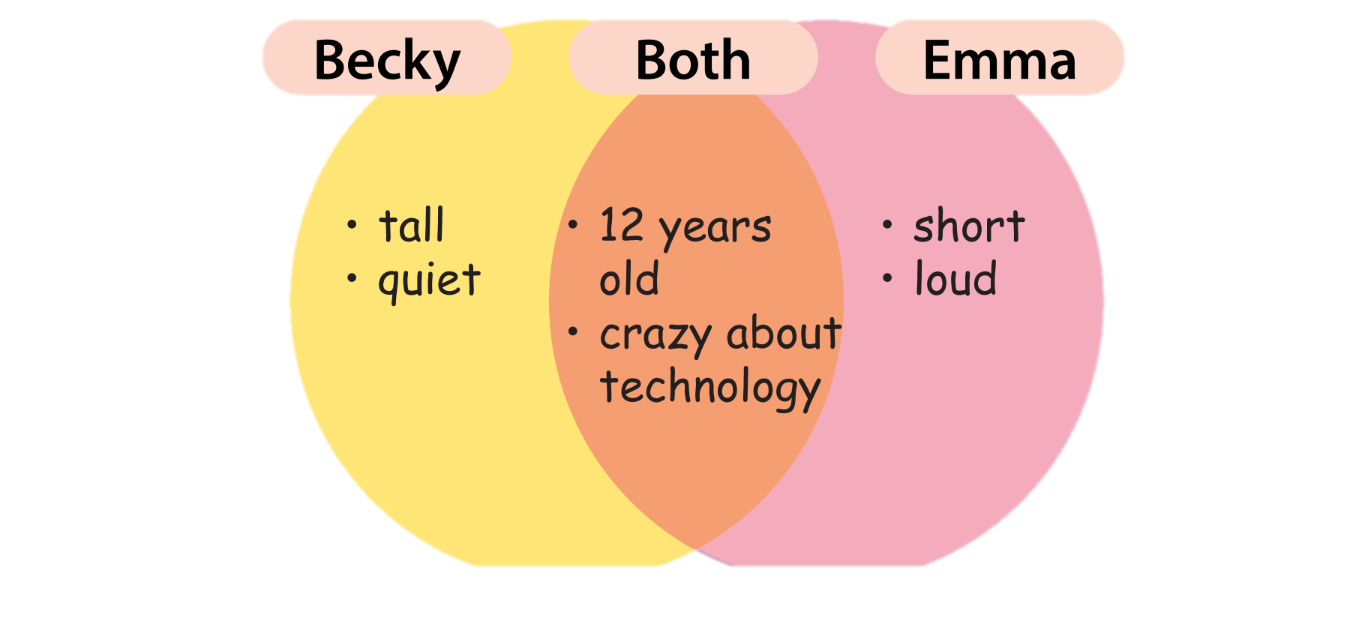 Becky
Both
Emma
• tall
• quiet
• 12 years
old
• crazy about
technology
• short
• loud